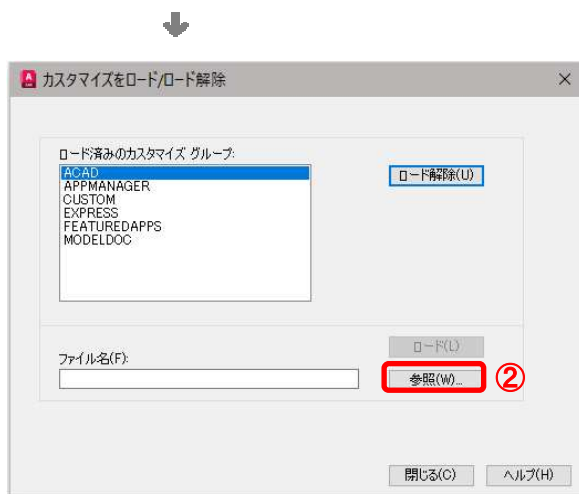 カスタマイズをロード/ロード解除
ロード済みのカスタマイズ グループ:
ACAD
APPMANAGER
CUSTOM
EXPRESS
FEATUREDAPPS
MODELDOC
ロード解除(U)
ロード(L)
ファイル名(F):
参照(W)...
②
閉じる(C)
ヘルプ(H)